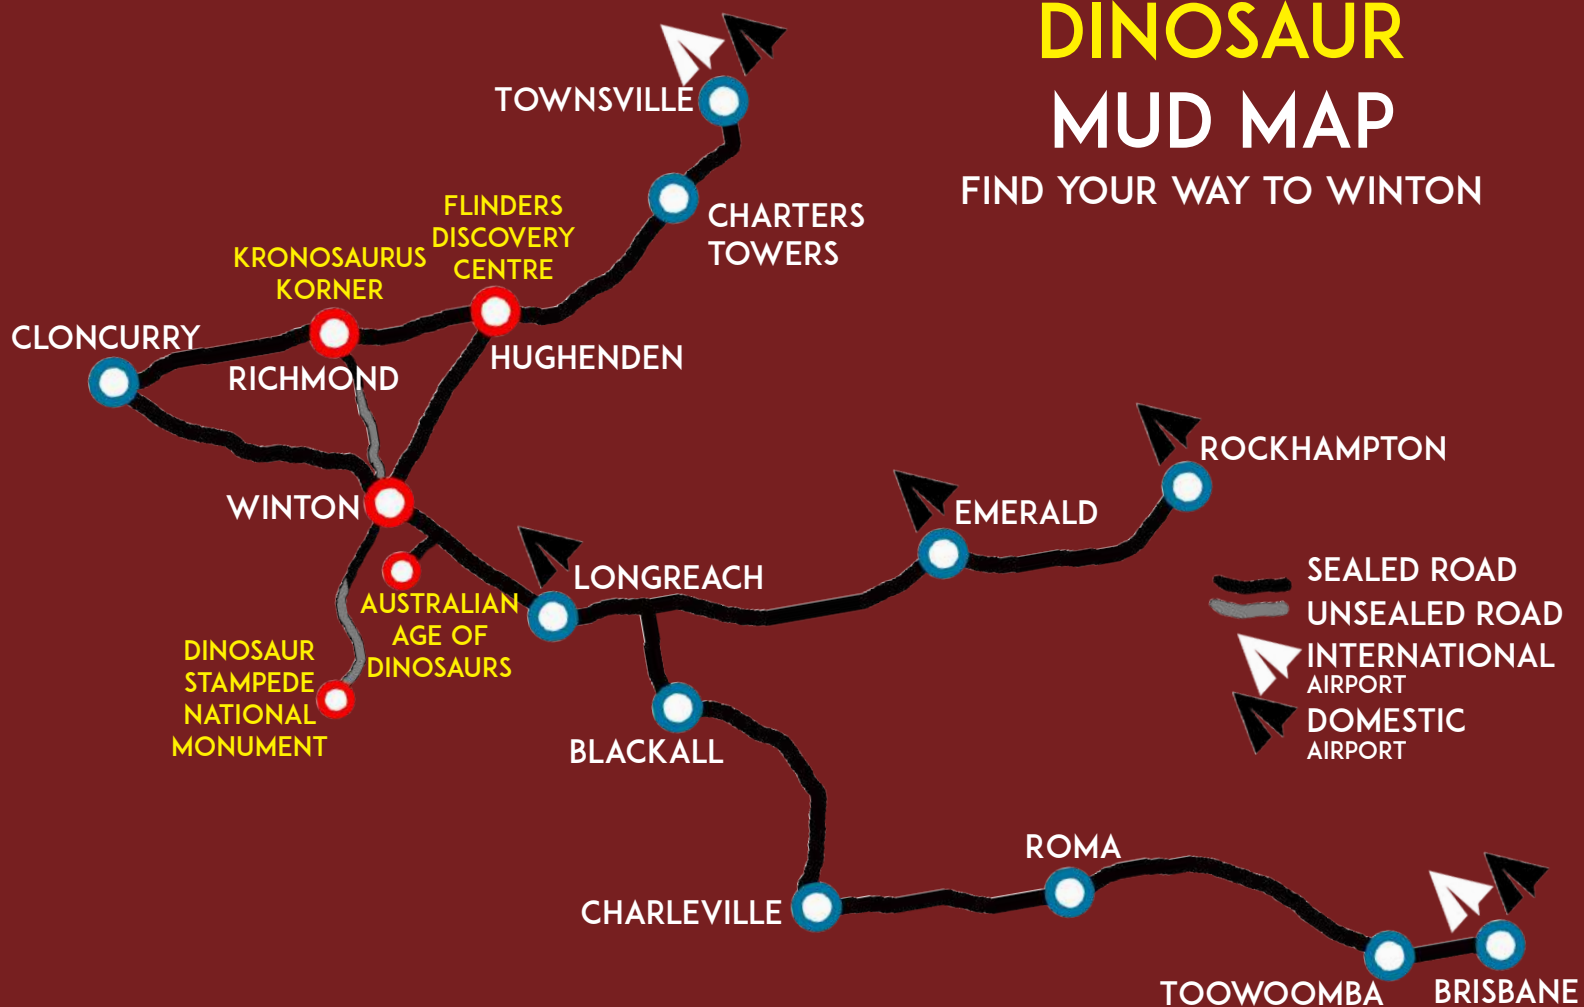 DINOSAUR
MUD MAP
FIND YOUR WAY TO WINTON
TOWNSVILLE
CHARTERS
TOWERS
FLINDERS
DISCOVERY
CENTRE
KRONOSAURUS
KORNER
CLONCURRY
RICHMOND
HUGHENDEN
WINTON
ROCKHAMPTON
EMERALD
LONGREACH
AUSTRALIAN
AGE OF
DINOSAURS
DINOSAUR
STAMPEDE
NATIONAL
MONUMENT
SEALED ROAD
UNSEALED ROAD
INTERNATIONAL
AIRPORT
DOMESTIC
AIRPORT
BLACKALL
CHARLEVILLE
ROMA
TOOWOOMBA
BRISBANE